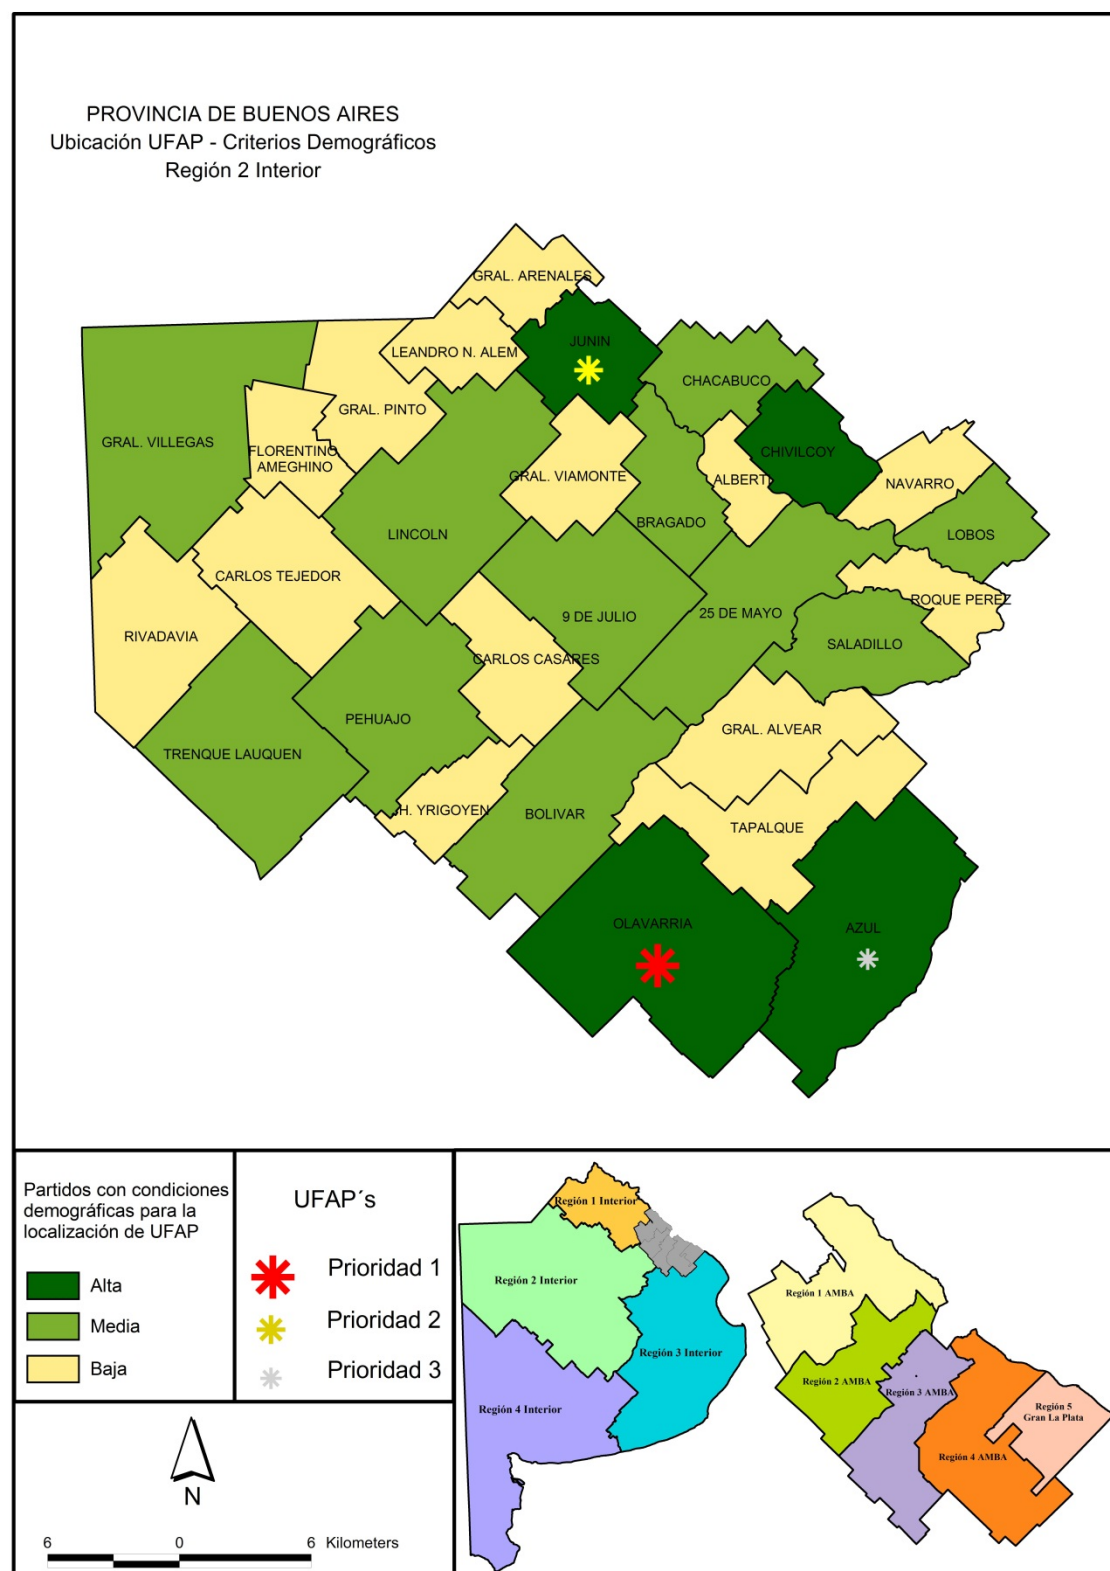 PROVINCIA DE BUENOS AIRES
Ubicación UFAP - Criterios Demográficos
Región 2 Interior
GRAL. ARENALES
JUNIN
LEANDRO N. ALEM
CHACABUCO
GRAL. PINTO
GRAL. VILLEGAS
FLORENTINO
AMEGHINO
CHIVILCOY
GRAL. VIAMONTE
ALBERTI
NAVARRO
BRAGADO
LINCOLN
LOBOS
CARLOS TEJEDOR
ROQUE PEREZ
9 DE JULIO
25 DE MAYO
RIVADAVIA
SALADILLO
CARLOS CASARES
PEHUAJO
GRAL. ALVEAR
TRENQUE LAUQUEN
H. YRIGOYEN
BOLIVAR
TAPALQUE
OLAVARRIA
AZUL
Partidos con condiciones
demográficas para la
localización de UFAP
Alta
Media
Baja
UFAP´s
Prioridad 1
Prioridad 2
Prioridad 3
N
6 0 6 Kilometers
Región 1 Interior
Región 2 Interior
Región 3 Interior
Región 4 Interior
Región 1 AMBA
Región 2 AMBA
Región 3 AMBA
Región 4 AMBA
Región 5
Gran La Plata